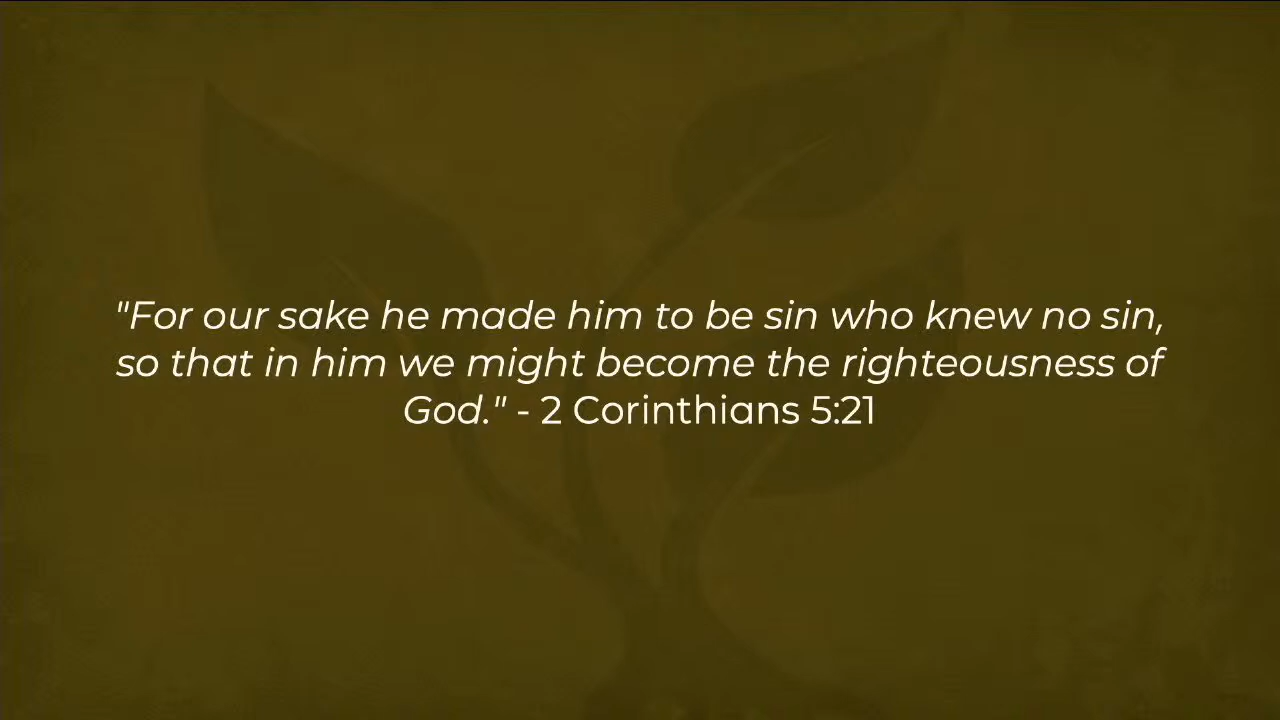 "For our sake he made him to be sin who knew no sin,
so that in him we might become the righteousness of
God." - 2 Corinthians 5:21